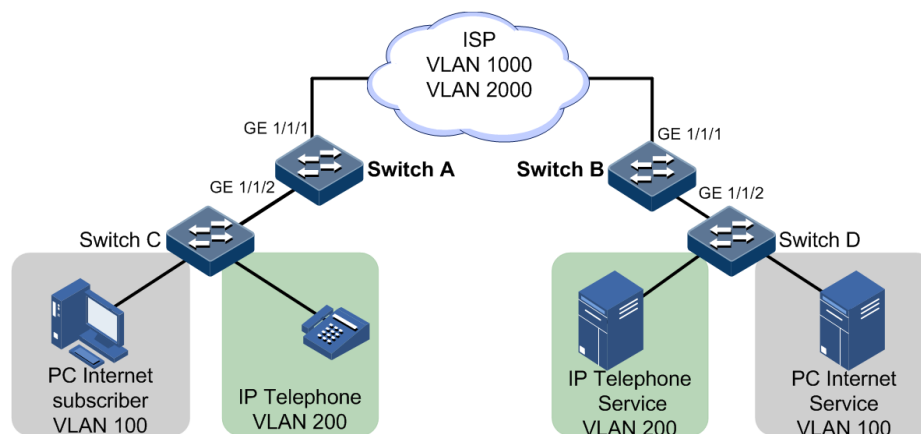 ISP
VLAN 1000
VLAN 2000
GE 1/1/1
GE 1/1/1
Switch A
Switch B
GE 1/1/2
GE 1/1/2
Switch C
Switch D
PC Internet
subscriber
VLAN 100
IP Telephone
VLAN 200
IP Telephone
Service
VLAN 200
PC Internet
Service
VLAN 100